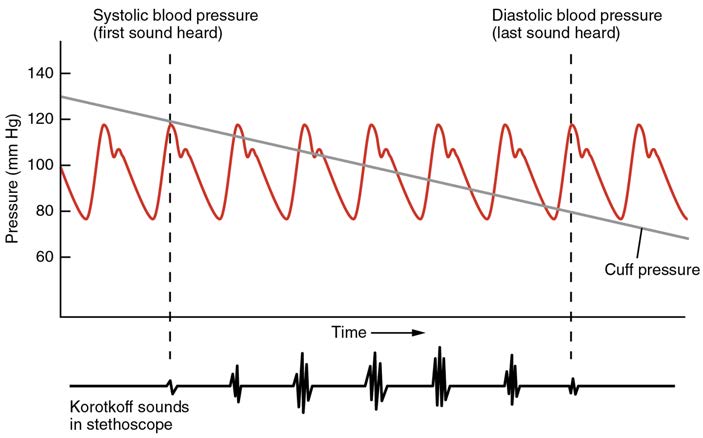 Systolic blood pressure
(first sound heard)
Diastolic blood pressure
(last sound heard)
Pressure (mm Hg)
140
120
100
80
60
Cuff pressure
Time
Korotkoff sounds
in stethoscope